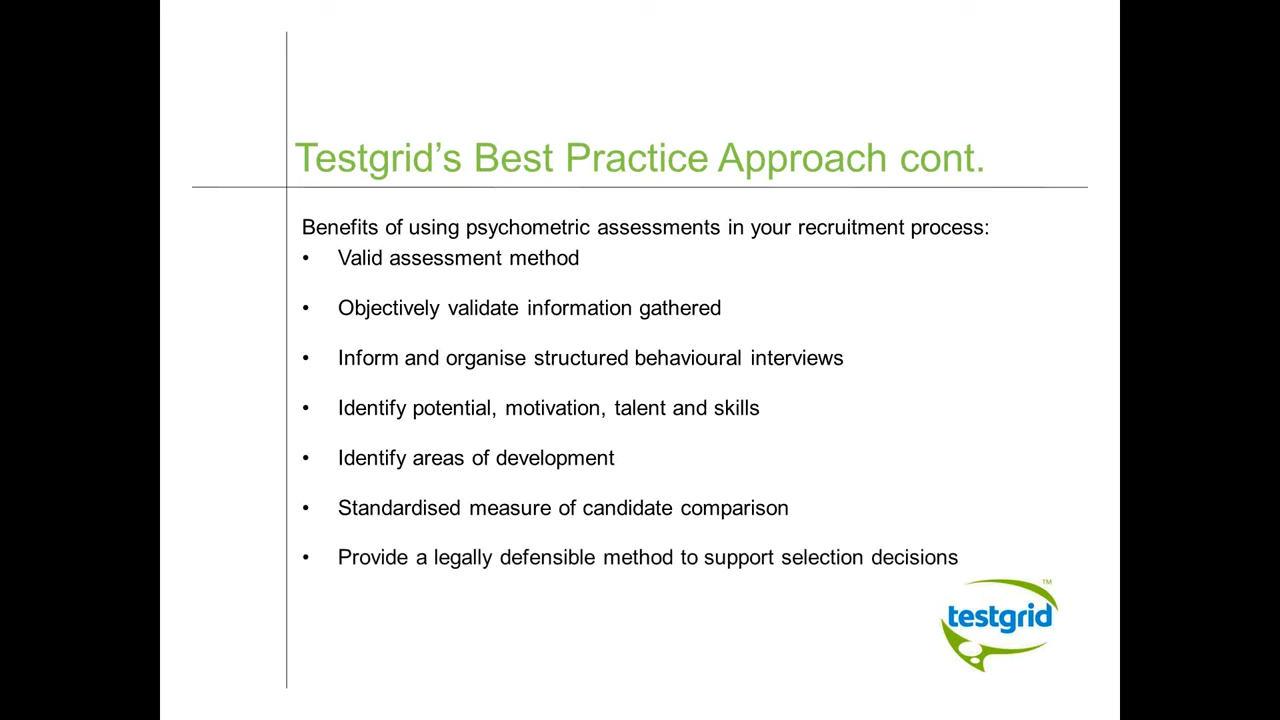 Testgrid’s Best Practice Approach cont.
Benefits of using psychometric assessments in your recruitment process:
• Valid assessment method
• Objectively validate information gathered
• Inform and organise structured behavioural interviews
• Identify potential, motivation, talent and skills
• Identify areas of development
• Standardised measure of candidate comparison
• Provide a legally defensible method to support selection decisions
testgrid™